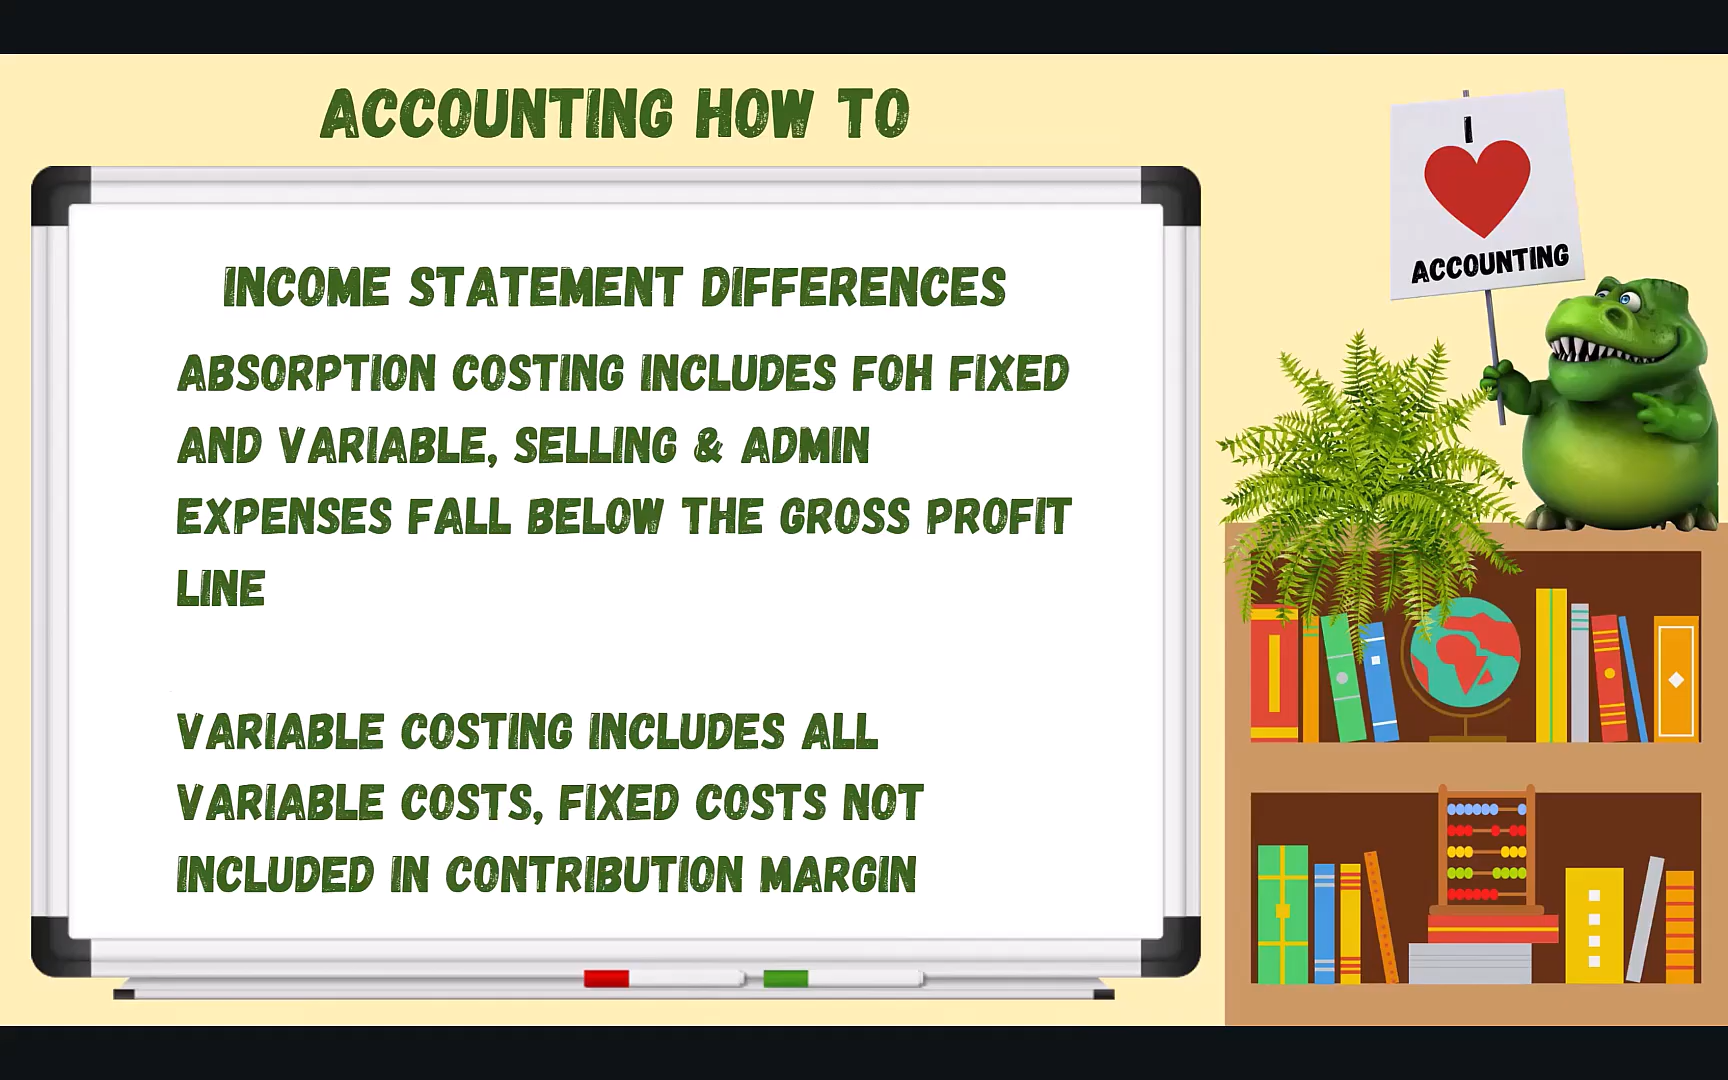 ACCOUNTING HOW TO
I
ACCOUNTING
INCOME STATEMENT DIFFERENCES
ABSORPTION COSTING INCLUDES FOH FIXED
AND VARIABLE, SELLING & ADMIN
EXPENSES FALL BELOW THE GROSS PROFIT
LINE
VARIABLE COSTING INCLUDES ALL
VARIABLE COSTS, FIXED COSTS NOT
INCLUDED IN CONTRIBUTION MARGIN